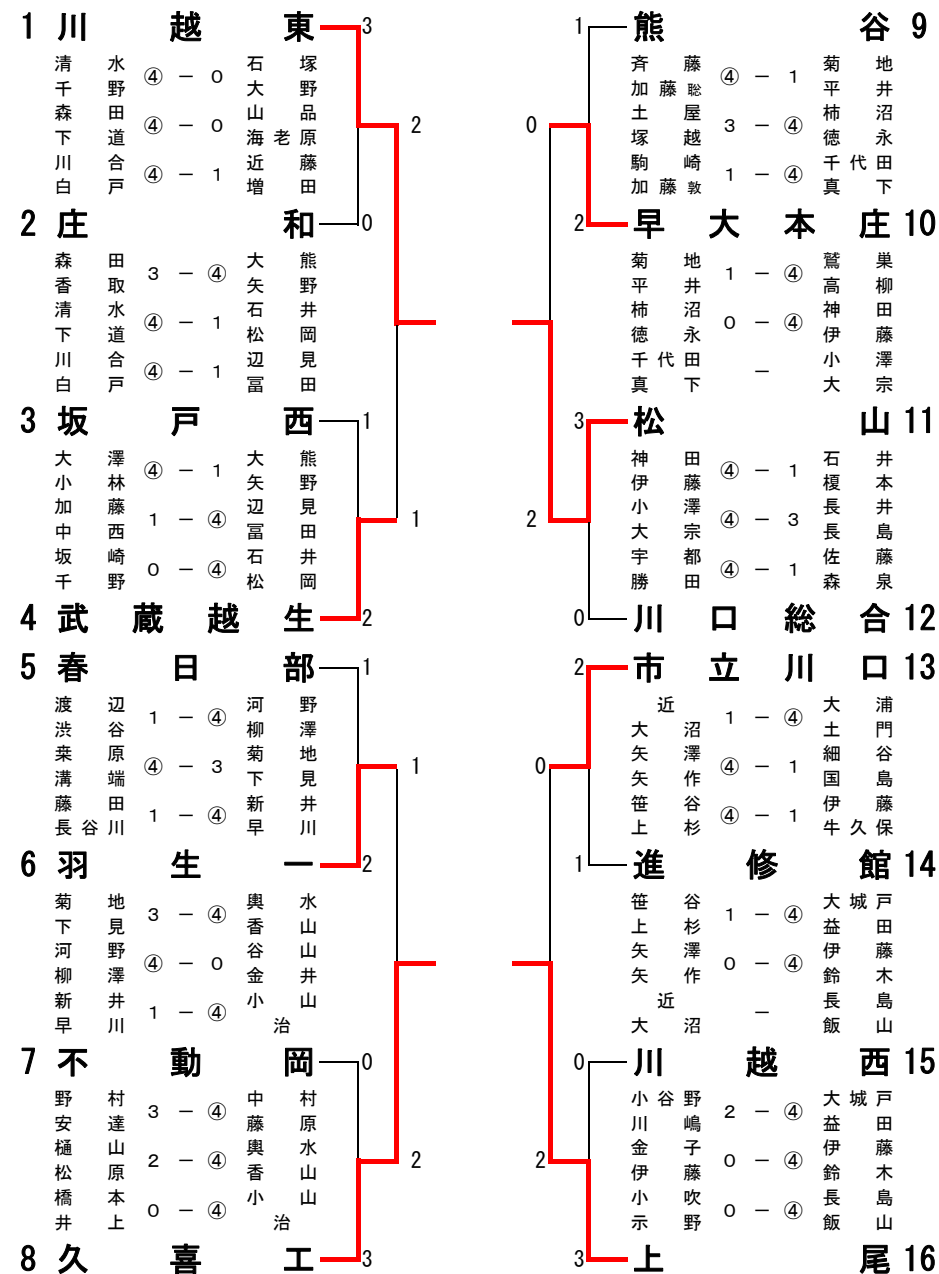 1 川越東 3
清水 ④ － 0 石塚
千野 大野
森田 ④ － 0 山品
下道 海老原
川合 ④ － 1 近藤
白戸 増田
2
2 庄和 0
森田 3 － ④ 大熊
香取 矢野
清水 ④ － 1 石井
下道 松岡
川合 ④ － 1 辺見
白戸 冨田
3 坂戸西 1
大澤 ④ － 1 大熊
小林 矢野
加藤 1 － ④ 辺見
中西 冨田
坂崎 0 － ④ 石井
千野 松岡
1
4 武蔵越生 2
5 春日部 1
渡辺 1 － ④ 河野
渋谷 柳澤
桒原 ④ － 3 菊地
溝端 下見
藤田 1 － ④ 新井
長谷川 早川
1
6 羽生一 2
菊地 3 － ④ 輿水
下見 香山
河野 ④ － 0 谷山
柳澤 金井
新井 1 － ④ 小山
早川 治
7 不動岡 0
野村 3 － ④ 中村
安達 藤原
樋山 2 － ④ 輿水
松原 香山
橋本 0 － ④ 小山
井上 治
2
8 久喜工 3
1 熊谷 9
斉藤 ④ － 1 菊地
加藤聡 平井
土屋 3 － ④ 柿沼
塚越 徳永
駒崎 1 － ④ 千代田
加藤敦 真下
0
2 早大本庄 10
菊地 1 － ④ 鷲巣
平井 高柳
柿沼 0 － ④ 神田
徳永 伊藤
千代田 － 小澤
真下 大宗
3 松山 11
神田 ④ － 1 石井
伊藤 榎本
小澤 ④ － 3 長井
大宗 長島
宇都 ④ － 1 佐藤
勝田 森泉
2
0 川口総合 12
2 市立川口 13
近 1 － ④ 大浦
大沼 土門
矢澤 ④ － 1 細谷
矢作 国島
笹谷 ④ － 1 伊藤
上杉 牛久保
0
1 進修館 14
笹谷 1 － ④ 大城戸
上杉 益田
矢澤 0 － ④ 伊藤
矢作 鈴木
近 － 長島
大沼 飯山
0 川越西 15
小谷野 2 － ④ 大城戸
川嶋 益田
金子 0 － ④ 伊藤
伊藤 鈴木
小吹 0 － ④ 長島
示野 飯山
2
3 上尾 16